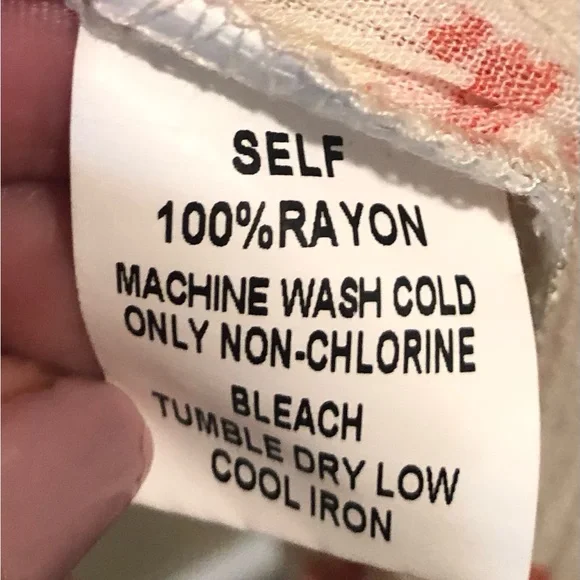 SELF
100%RAYON
MACHINE WASH COLD
ONLY NON-CHLORINE
BLEACH
TUMBLE DRY LOW
COOL IRON